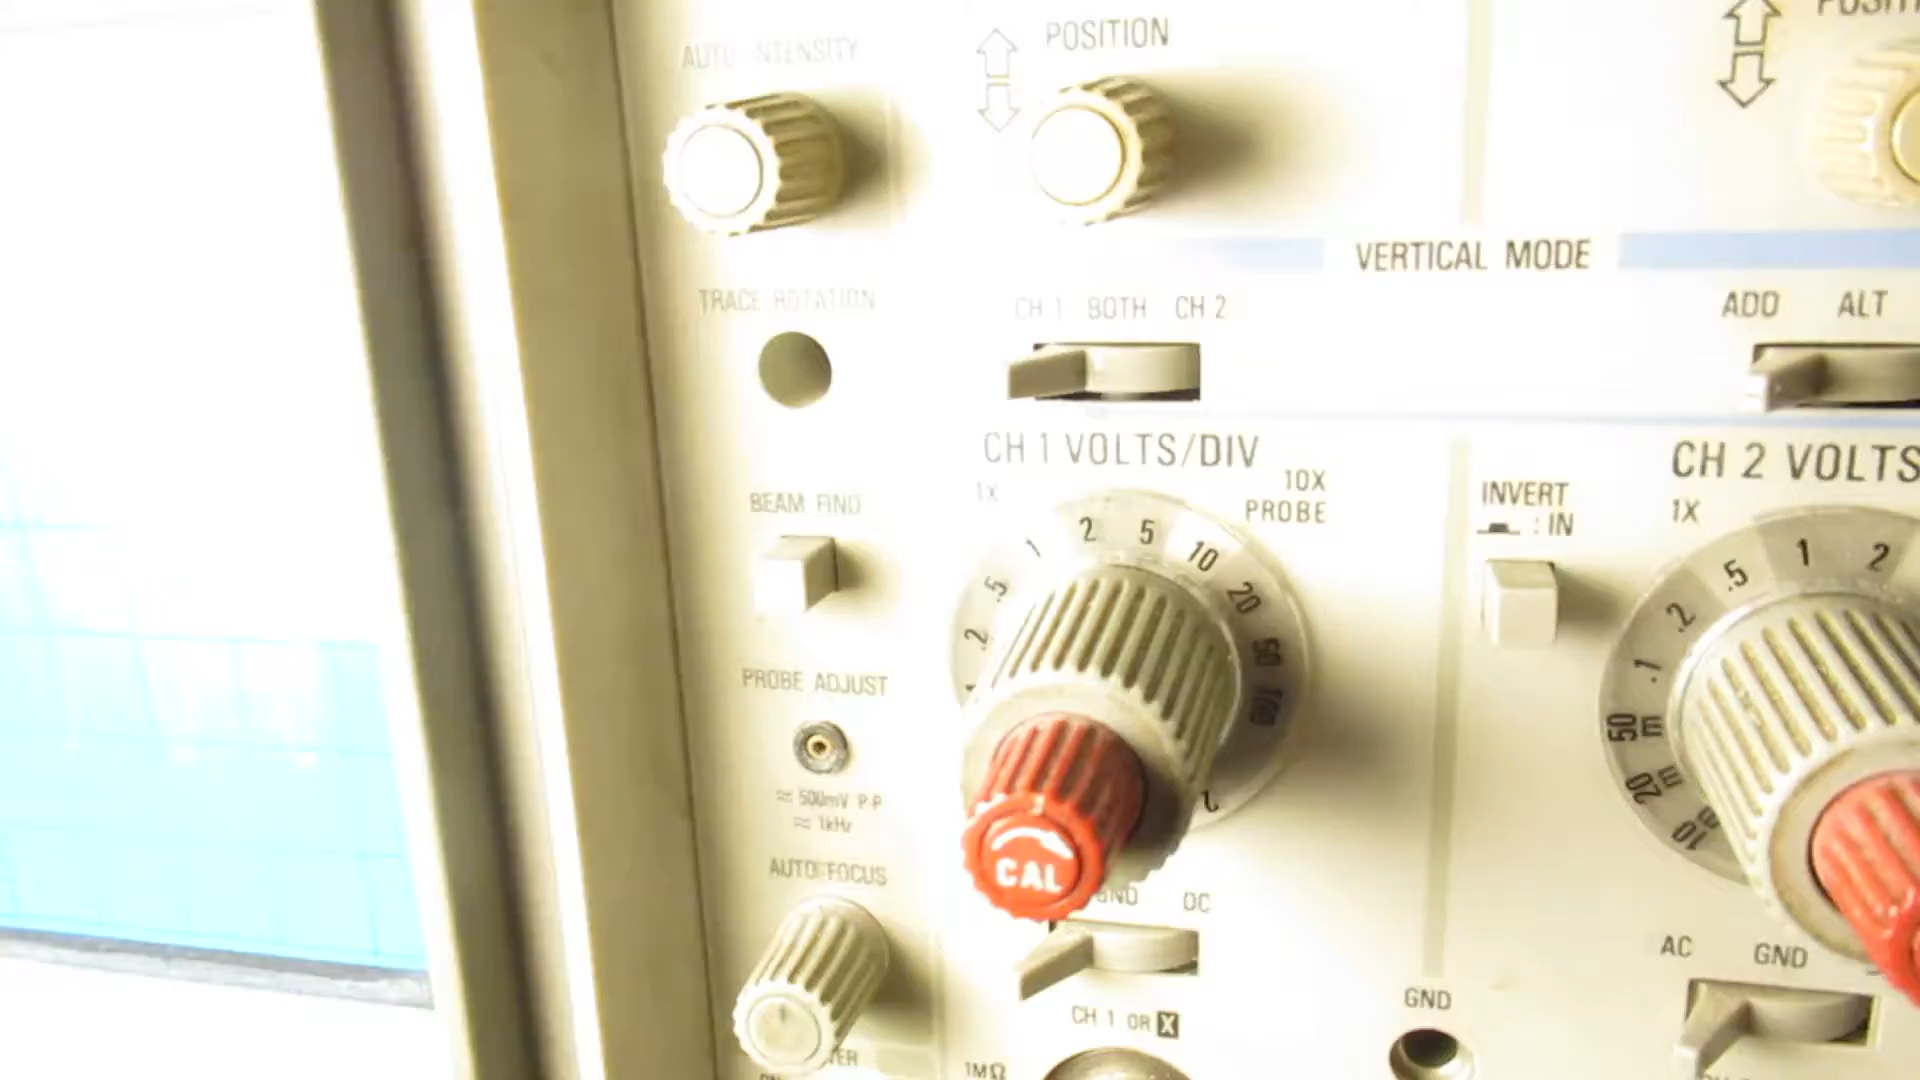 AUTO INTENSITY
POSITION
VERTICAL MODE
TRACE ROTATION
CH 1 BOTH CH 2
ADD ALT
CH 1 VOLTS/DIV
1X
10X
PROBE
.2 .5 1 2 5 10 20 50 100
INVERT
: IN
CH 2 VOLTS
1X
10m 20m 50m .1 .2 .5 1 2
BEAM FIND
PROBE ADJUST
≈ 500mV P-P
≈ 1kHz
AUTO FOCUS
CAL
GND DC
CH 1 OR X
1MΩ
GND
AC GND